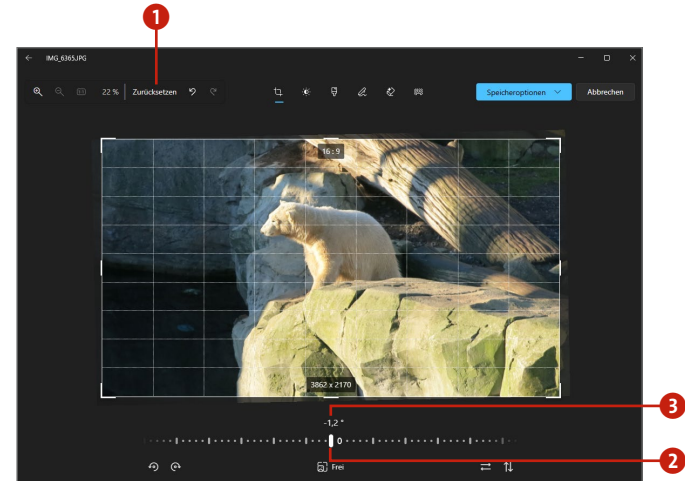 1
IMG_6365.JPG
22 % Zurücksetzen Speicheroptionen Abbrechen
16 : 9
3862 x 2170
3
-1,2 °
0
2
Frei